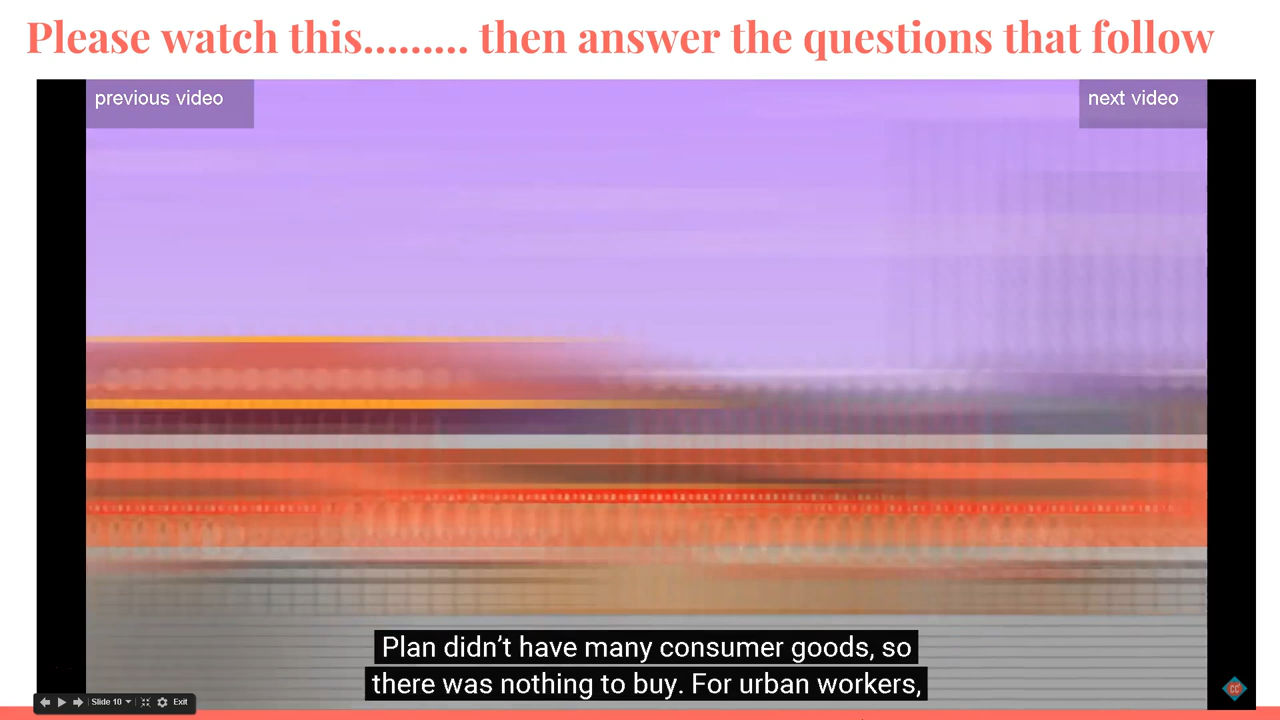 Please watch this......... then answer the questions that follow
previous video
next video
Plan didn’t have many consumer goods, so
there was nothing to buy. For urban workers,
CC
Slide 10
Exit